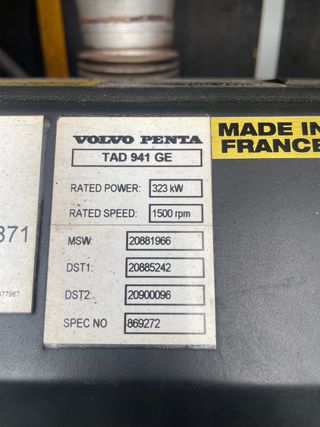 VOLVO PENTA
TAD 941 GE
RATED POWER: 323 kW
RATED SPEED: 1500 rpm
MSW: 20881966
DST1: 20885242
DST2: 20900096
SPEC NO 869272
MADE IN
FRANCE
371
77967